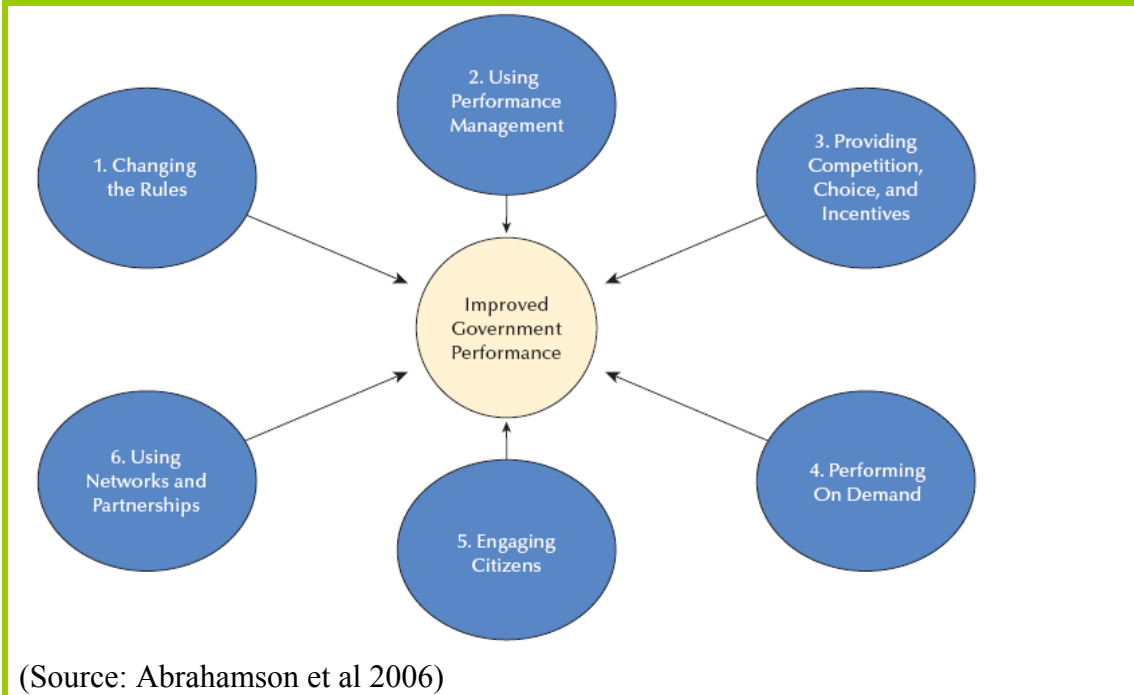 1. Changing
the Rules
2. Using
Performance
Management
3. Providing
Competition,
Choice, and
Incentives
Improved
Government
Performance
4. Performing
On Demand
5. Engaging
Citizens
6. Using
Networks and
Partnerships
(Source: Abrahamson et al 2006)